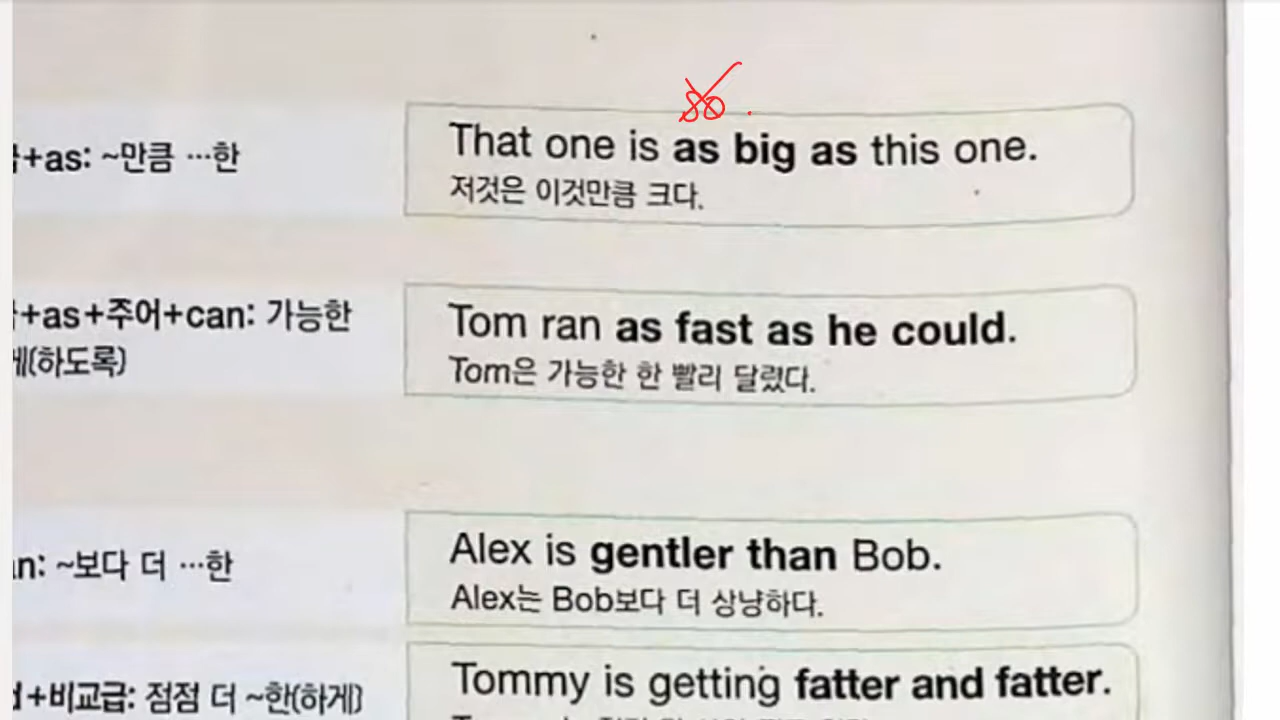 so
+as: ~만큼 …한
That one is as big as this one.
저것은 이것만큼 크다.
+as+주어+can: 가능한
게(하도록)
Tom ran as fast as he could.
Tom은 가능한 한 빨리 달렸다.
an: ~보다 더 …한
Alex is gentler than Bob.
Alex는 Bob보다 더 상냥하다.
+비교급: 점점 더 ~한(하게)
Tommy is getting fatter and fatter.